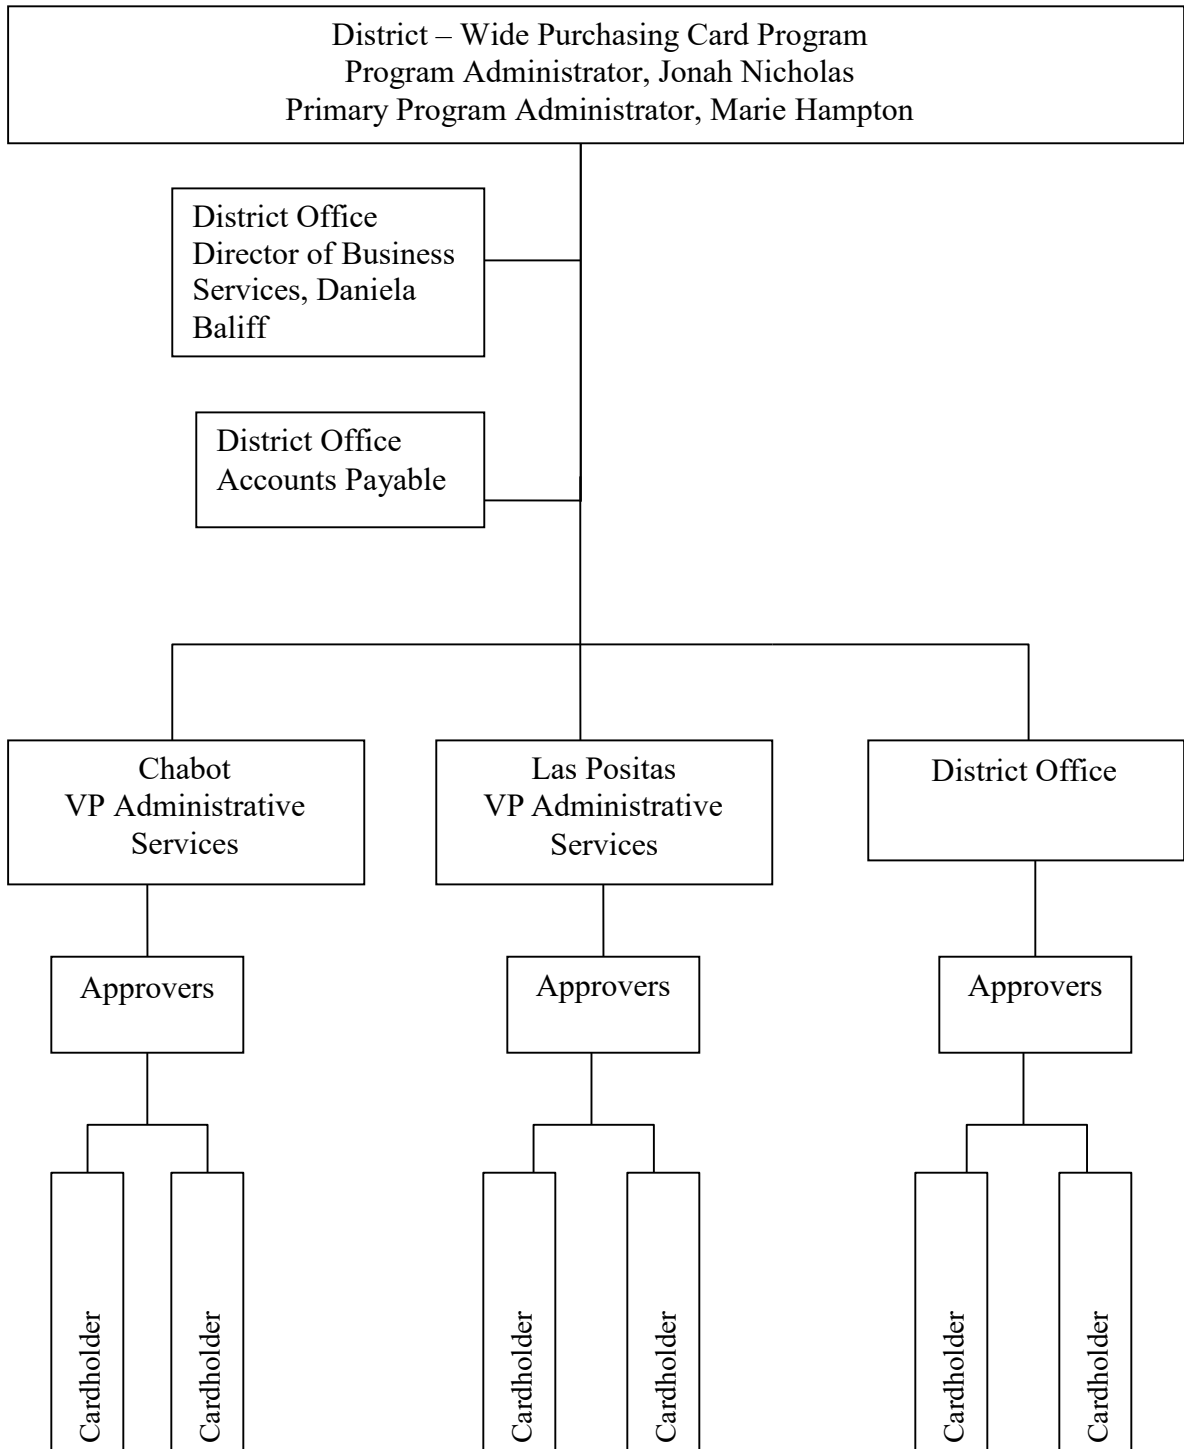 District – Wide Purchasing Card Program
Program Administrator, Jonah Nicholas
Primary Program Administrator, Marie Hampton
District Office
Director of Business
Services, Daniela
Baliff
District Office
Accounts Payable
Chabot
VP Administrative
Services
Las Positas
VP Administrative
Services
District Office
Approvers
Approvers
Approvers
Cardholder
Cardholder
Cardholder
Cardholder
Cardholder
Cardholder